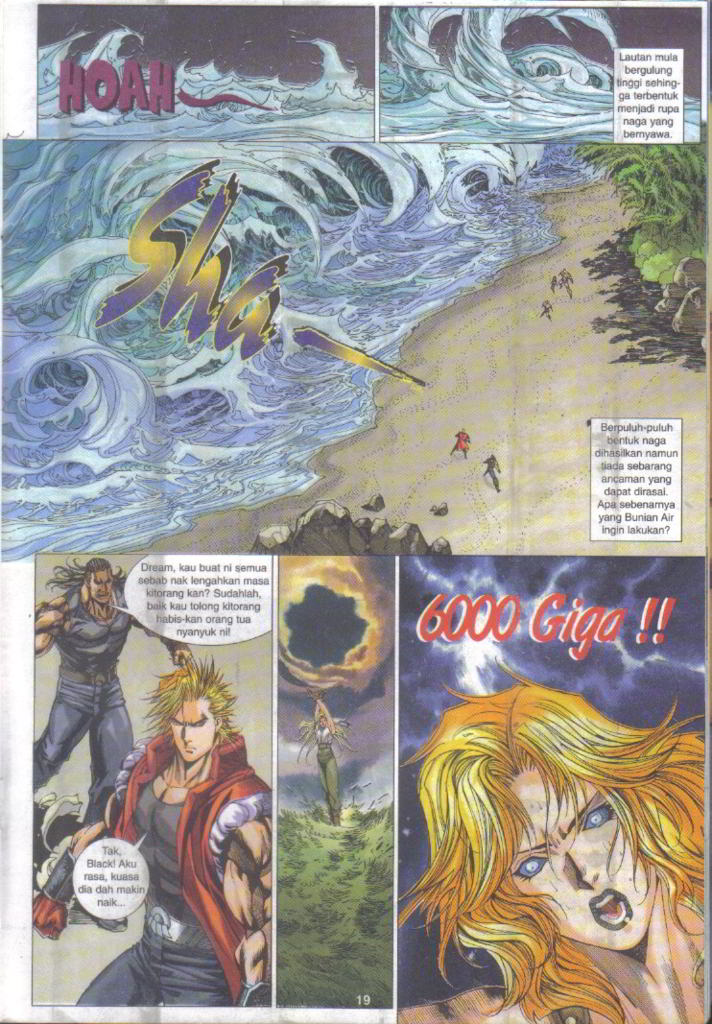 HOAH
Lautan mula
bergulung
tinggi sehing-
ga terbentuk
menjadi rupa
naga yang
bernyawa.
Sha
Berpuluh-puluh
bentuk naga
dihasilkan namun
tiada sebarang
ancaman yang
dapat dirasai.
Apa sebenarnya
yang Bunian Air
ingin lakukan?
Dream, kau buat ni semua
sebab nak lengahkan masa
kitorang kan? Sudahlah,
baik kau tolong kitorang
habis-kan orang tua
nyanyuk ni!
Tak,
Black! Aku
rasa, kuasa
dia dah makin
naik...
6000 Giga !!
19